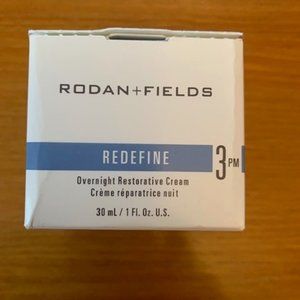 RODAN+FIELDS
REDEFINE
3PM
Overnight Restorative Cream
Crème réparatrice nuit
30 mL / 1 Fl. Oz. U.S.